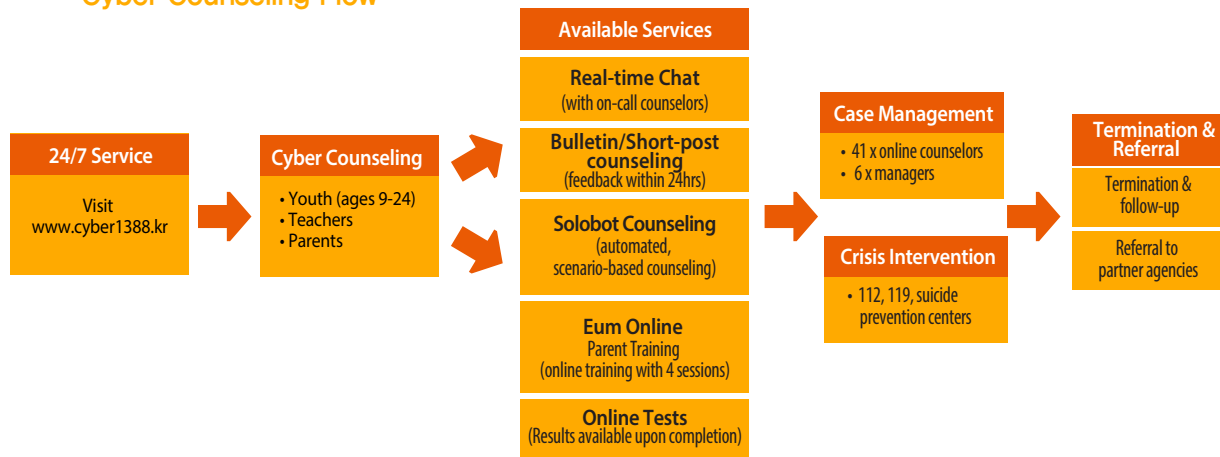 Cyber Counseling Flow
24/7 Service
Visit
www.cyber1388.kr
Cyber Counseling
• Youth (ages 9-24)
• Teachers
• Parents
Available Services
Real-time Chat
(with on-call counselors)
Bulletin/Short-post
counseling
(feedback within 24hrs)
Solobot Counseling
(automated,
scenario-based counseling)
Eum Online
Parent Training
(online training with 4 sessions)
Online Tests
(Results available upon completion)
Case Management
• 41 x online counselors
• 6 x managers
Crisis Intervention
• 112, 119, suicide
prevention centers
Termination &
Referral
Termination &
follow-up
Referral to
partner agencies